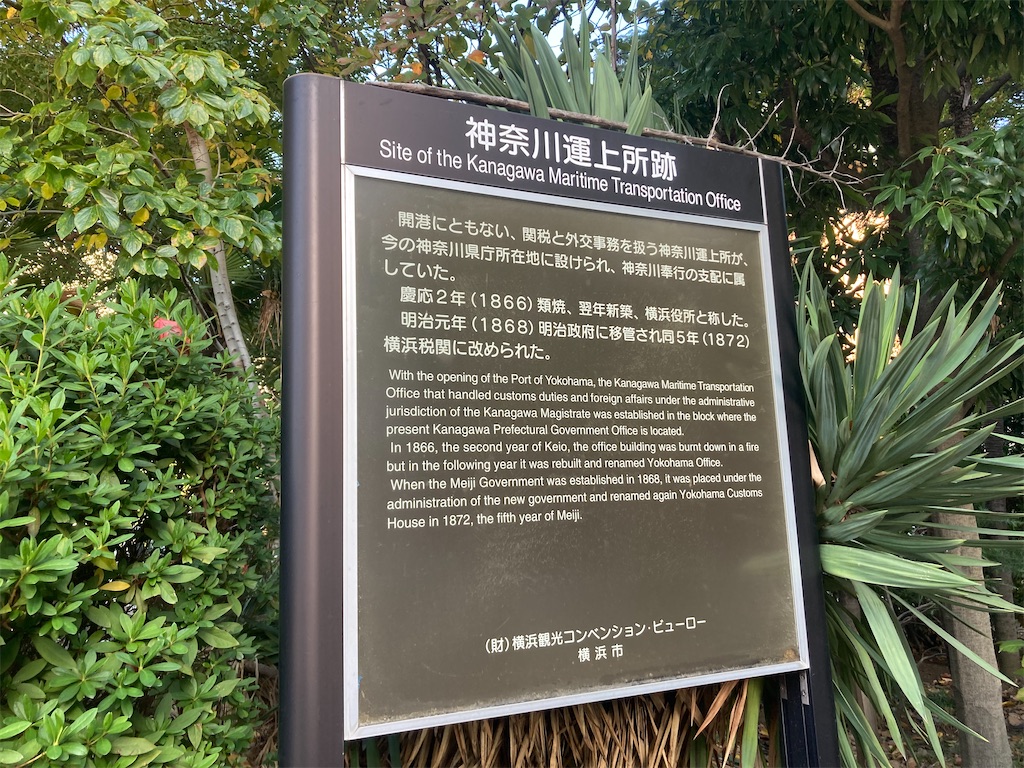 神奈川運上所跡
Site of the Kanagawa Maritime Transportation Office
開港にともない、関税と外交事務を扱う神奈川運上所が、
今の神奈川県庁所在地に設けられ、神奈川奉行の支配に属
していた。
慶応2年(1866)類焼、翌年新築、横浜役所と称した。
明治元年(1868)明治政府に移管され同5年(1872)
横浜税関に改められた。
With the opening of the Port of Yokohama, the Kanagawa Maritime Transportation
Office that handled customs duties and foreign affairs under the administrative
jurisdiction of the Kanagawa Magistrate was established in the block where the
present Kanagawa Prefectural Government Office is located.
In 1866, the second year of Keio, the office building was burnt down in a fire
but in the following year it was rebuilt and renamed Yokohama Office.
When the Meiji Government was established in 1868, it was placed under the
administration of the new government and renamed again Yokohama Customs
House in 1872, the fifth year of Meiji.
(財)横浜観光コンベンション・ビューロー
横浜市